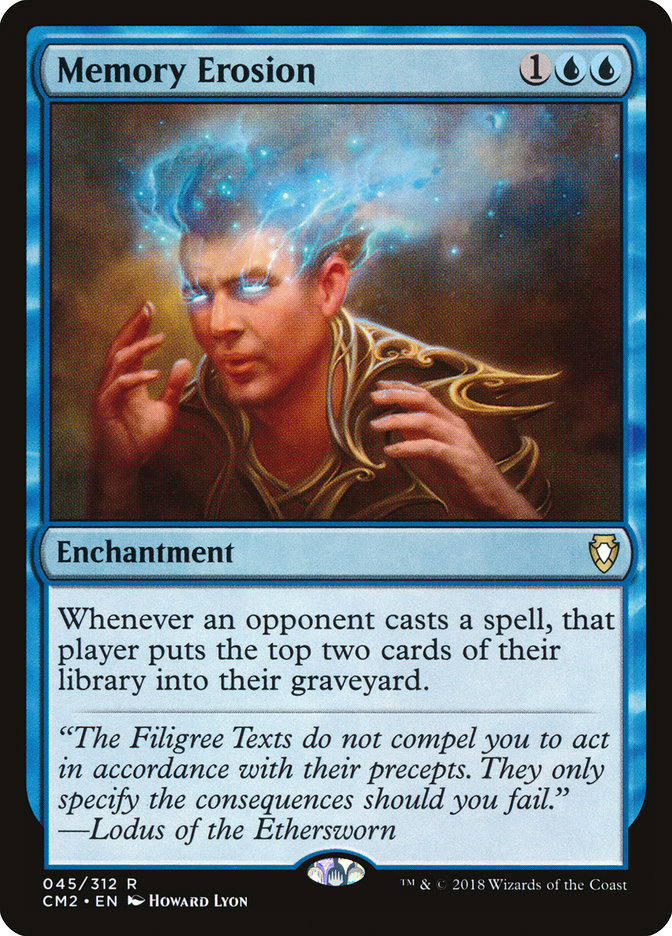 Memory Erosion 1
Enchantment
Whenever an opponent casts a spell, that
player puts the top two cards of their
library into their graveyard.
“The Filigree Texts do not compel you to act
in accordance with their precepts. They only
specify the consequences should you fail.”
—Lodus of the Ethersworn
045/312 R
CM2 • EN Howard Lyon
™ & © 2018 Wizards of the Coast